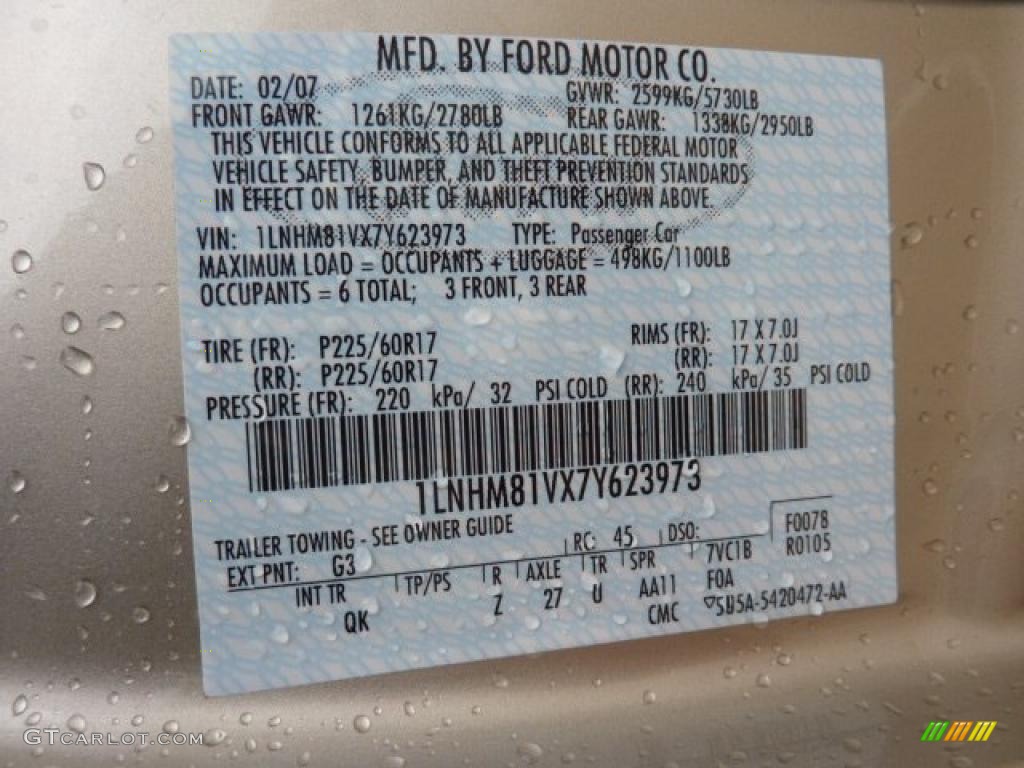 MFD. BY FORD MOTOR CO.
DATE: 02/07 GVWR: 2599KG/5730LB
FRONT GAWR: 1261KG/2780LB REAR GAWR: 1338KG/2950LB
THIS VEHICLE CONFORMS TO ALL APPLICABLE FEDERAL MOTOR
VEHICLE SAFETY, BUMPER, AND THEFT PREVENTION STANDARDS
IN EFFECT ON THE DATE OF MANUFACTURE SHOWN ABOVE.
VIN: 1LNHM81VX7Y623973 TYPE: Passenger Car
MAXIMUM LOAD = OCCUPANTS + LUGGAGE = 498KG/1100LB
OCCUPANTS = 6 TOTAL; 3 FRONT, 3 REAR
TIRE (FR): P225/60R17 RIMS (FR): 17 X 7.0J
(RR): P225/60R17 (RR): 17 X 7.0J
PRESSURE (FR): 220 kPa/ 32 PSI COLD (RR): 240 kPa/ 35 PSI COLD
1LNHM81VX7Y623973
TRAILER TOWING - SEE OWNER GUIDE
EXT PNT: G3 RC: 45 DSO: F0078
R0105
INT TR TP/PS R AXLE TR SPR 7VC1B
QK Z 27 U AA11 FOA
CMC ▽SU5A-5420472-AA
GTCARLOT.COM